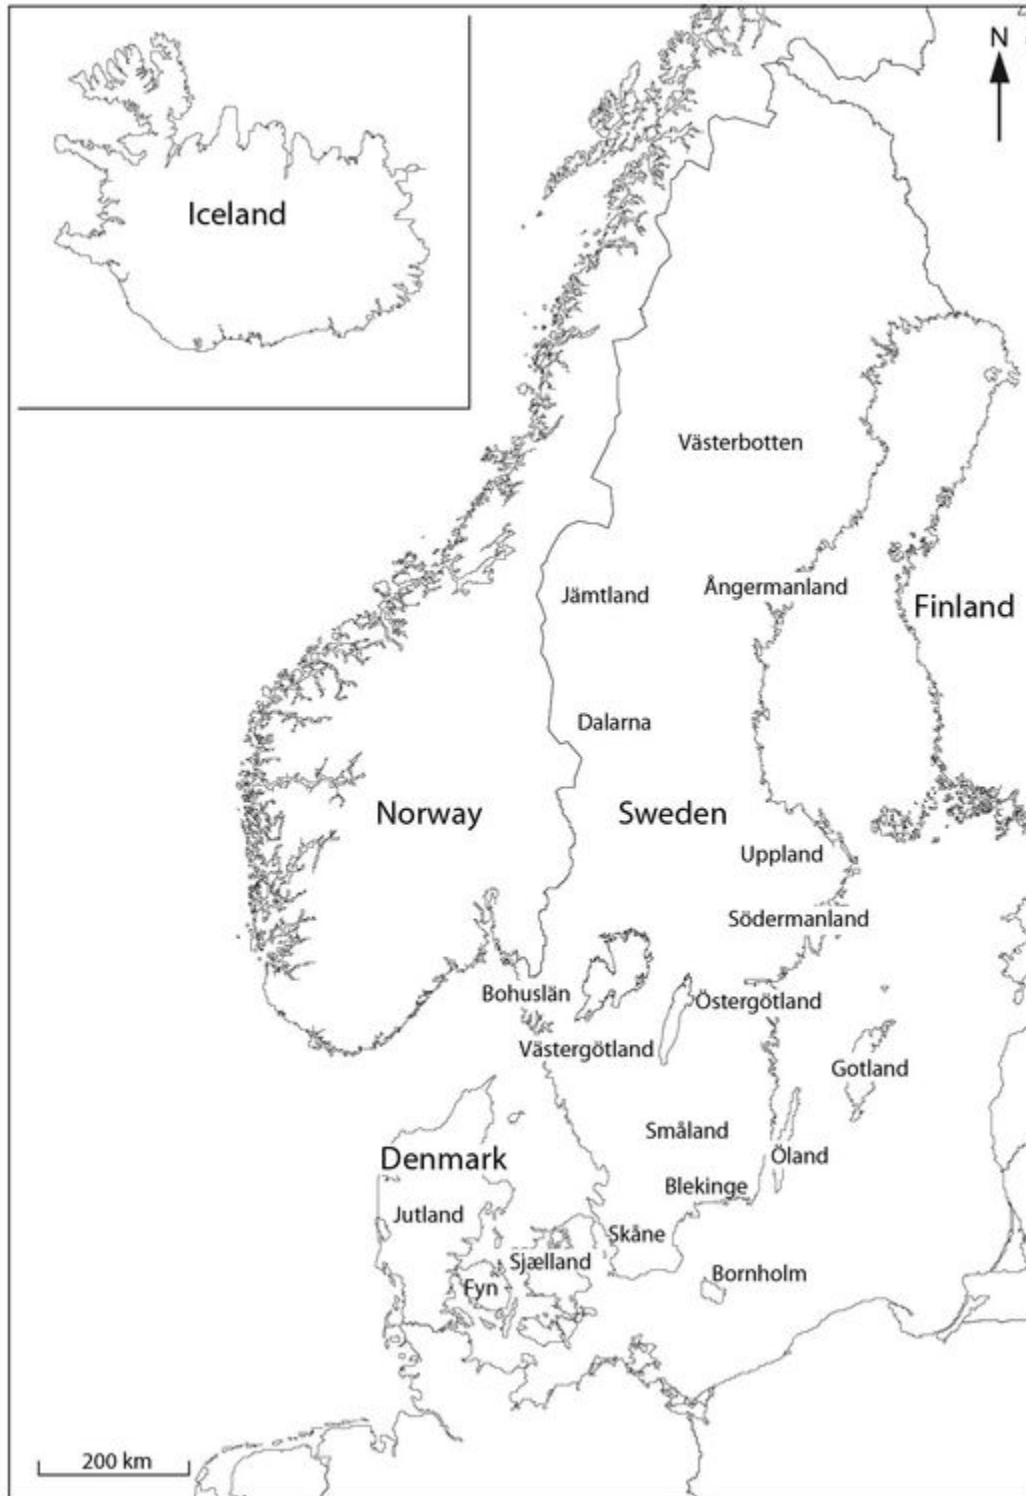 N
Iceland
Västerbotten
Jämtland
Ångermanland
Finland
Dalarna
Norway
Sweden
Uppland
Södermanland
Bohuslän
Östergötland
Västergötland
Gotland
Småland
Denmark
Öland
Blekinge
Jutland
Skåne
Sjælland
Bornholm
Fyn
200 km